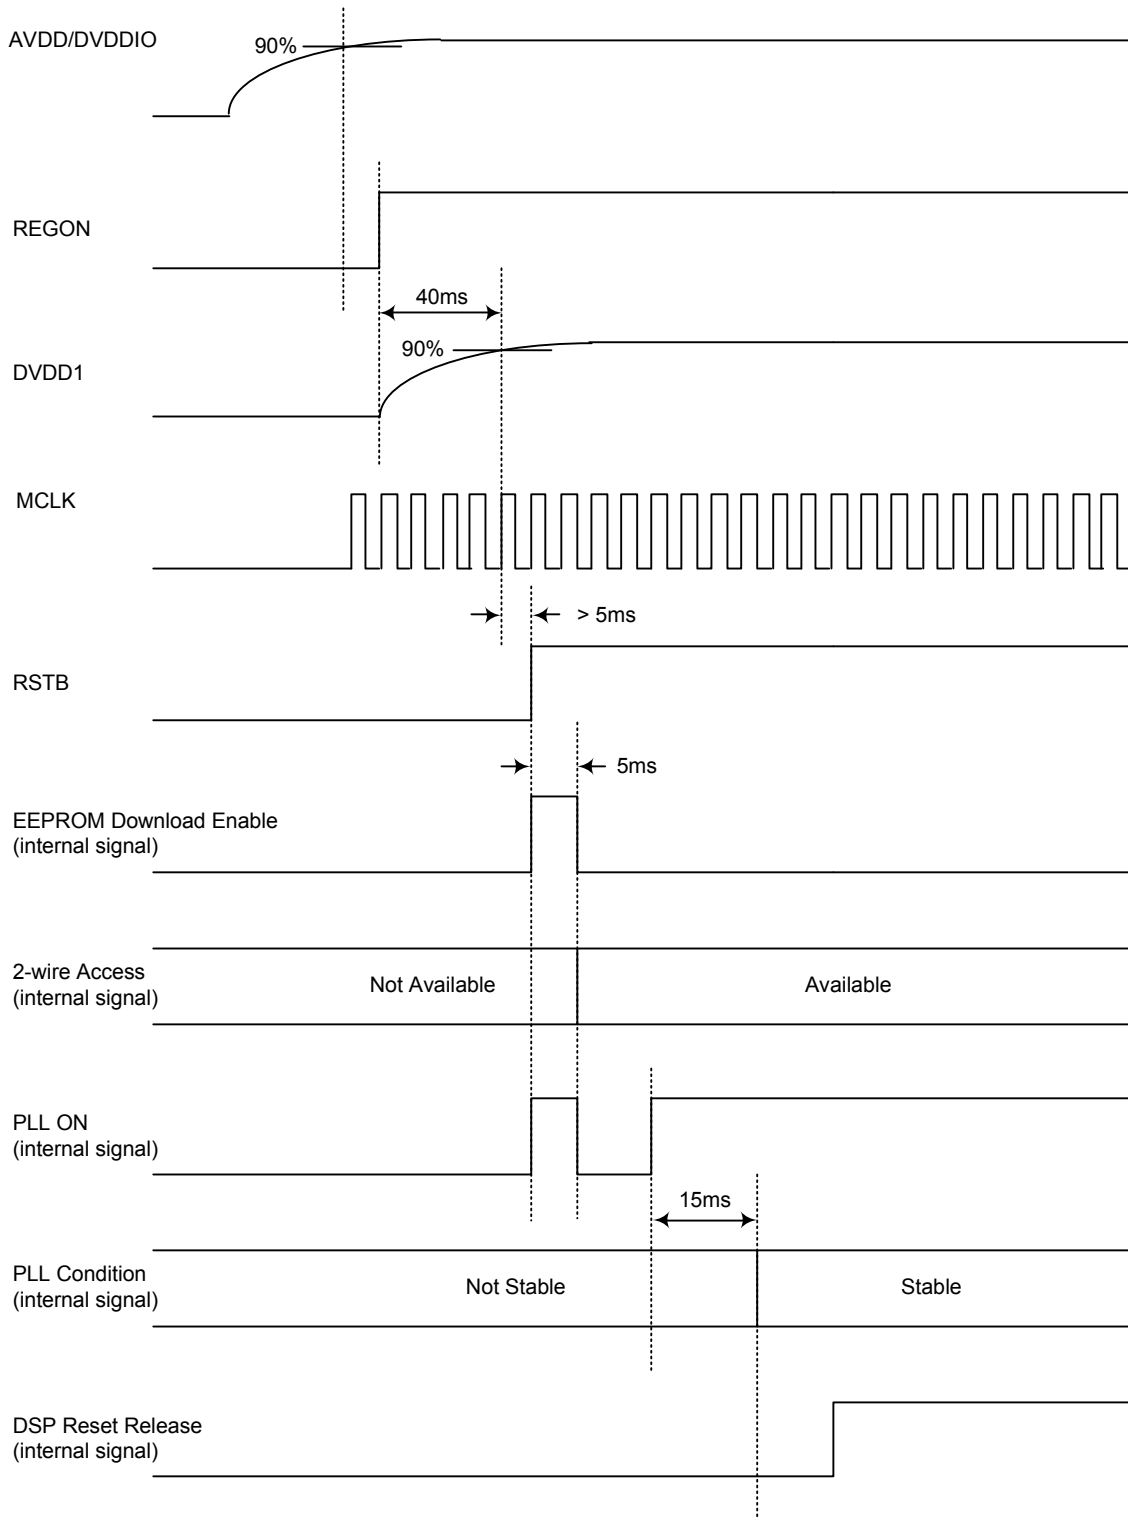 AVDD/DVDDIO
90%
REGON
40ms
90%
DVDD1
MCLK
> 5ms
RSTB
5ms
EEPROM Download Enable
(internal signal)
2-wire Access
(internal signal)
Not Available
Available
PLL ON
(internal signal)
15ms
PLL Condition
(internal signal)
Not Stable
Stable
DSP Reset Release
(internal signal)